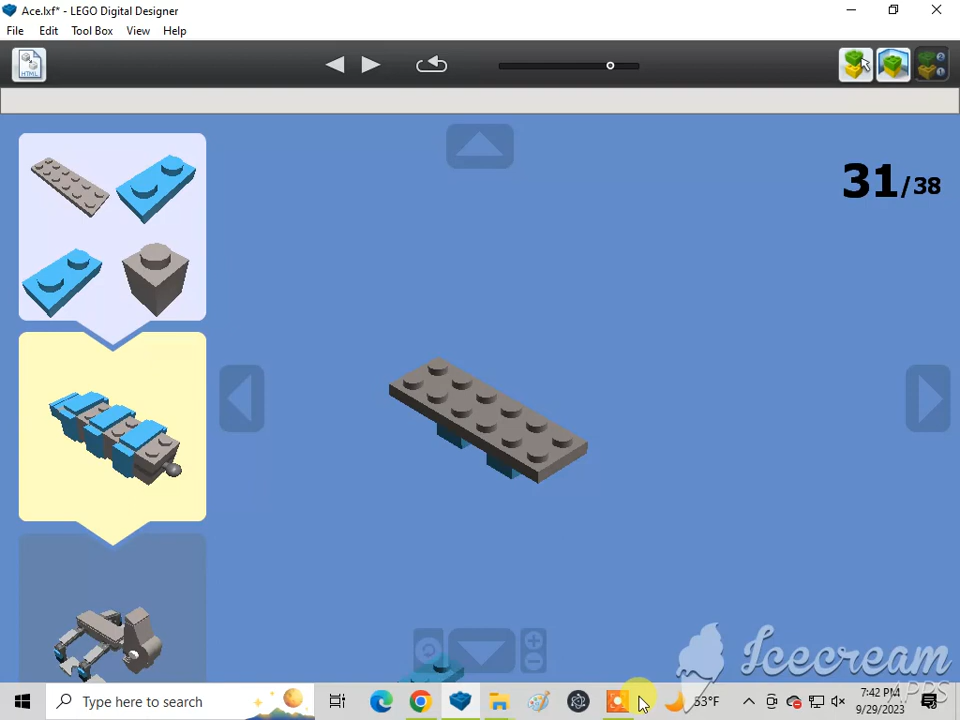 Ace.lxf* - LEGO Digital Designer
File Edit Tool Box View Help
HTML
31/38
Icecream
APPS
Type here to search
53°F
7:42 PM
9/29/2023